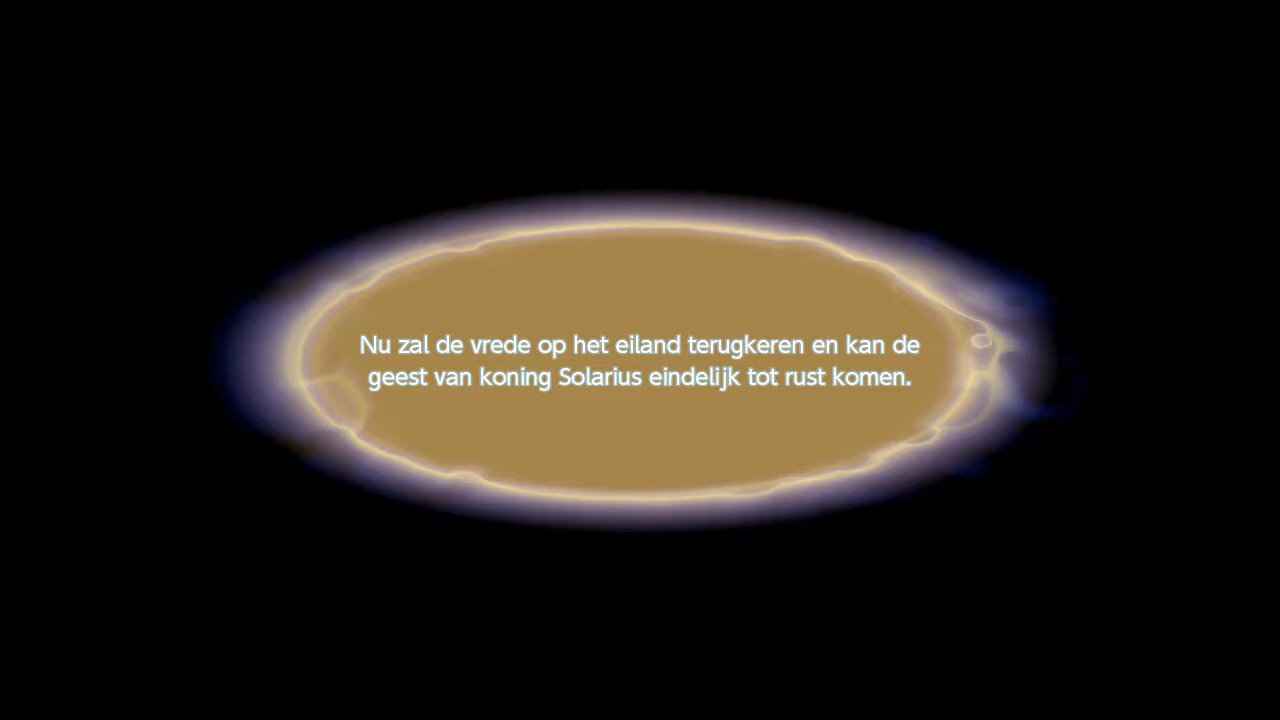 Nu zal de vrede op het eiland terugkeren en kan de
geest van koning Solarius eindelijk tot rust komen.